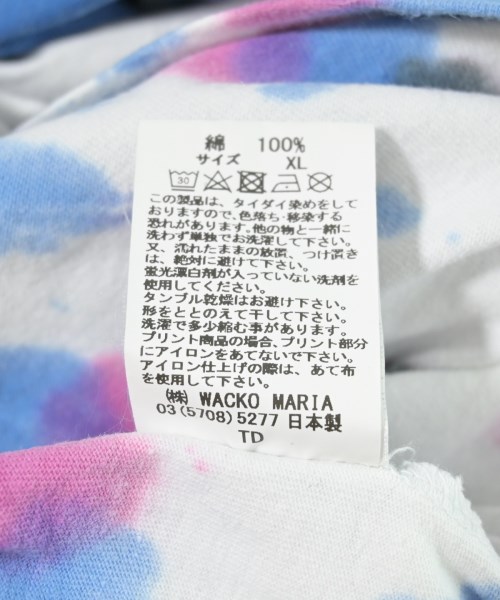 綿 100%
サイズ XL
30
この製品は、タイダイ染めをして
おりますので、色落ち・移染する
恐れがあります。他の物と一緒に
洗わず単独でお洗濯して下さい。
又、濡れたままの放置、つけ置き
は、絶対に避けて下さい。
蛍光漂白剤が入っていない洗剤を
使用してください。
タンブル乾燥はお避け下さい。
形をととのえて干して下さい。
洗濯で多少縮む事があります。
プリント商品の場合、プリント部分
にアイロンをあてないで下さい。
アイロン仕上げの際は、あて布
を使用して下さい。
㈱ WACKO MARIA
03(5708)5277 日本製
TD